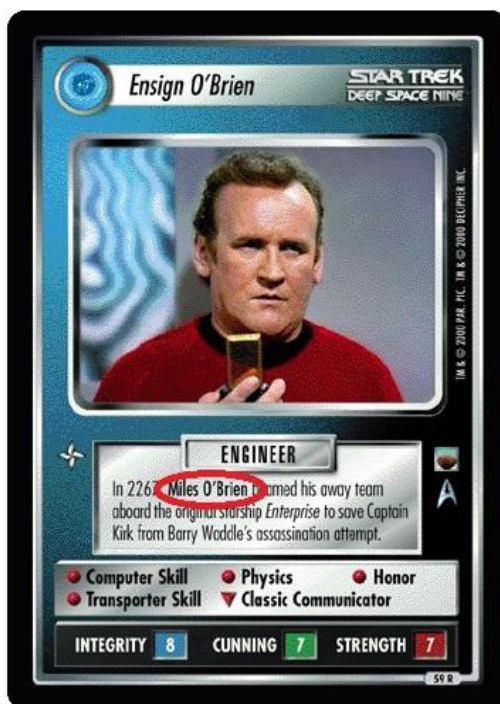 Ensign O'Brien
STAR TREK
DEEP SPACE NINE
TM & © 2000 PAR. PIC. TM & © 2000 DECIPHER INC.
ENGINEER
In Miles O'Brien his away team
aboard the original starship Enterprise to save Captain
Kirk from Barry Waddle's assassination attempt.
Computer Skill Physics Honor
Transporter Skill Classic Communicator
INTEGRITY 8 CUNNING 7 STRENGTH 7
59 R